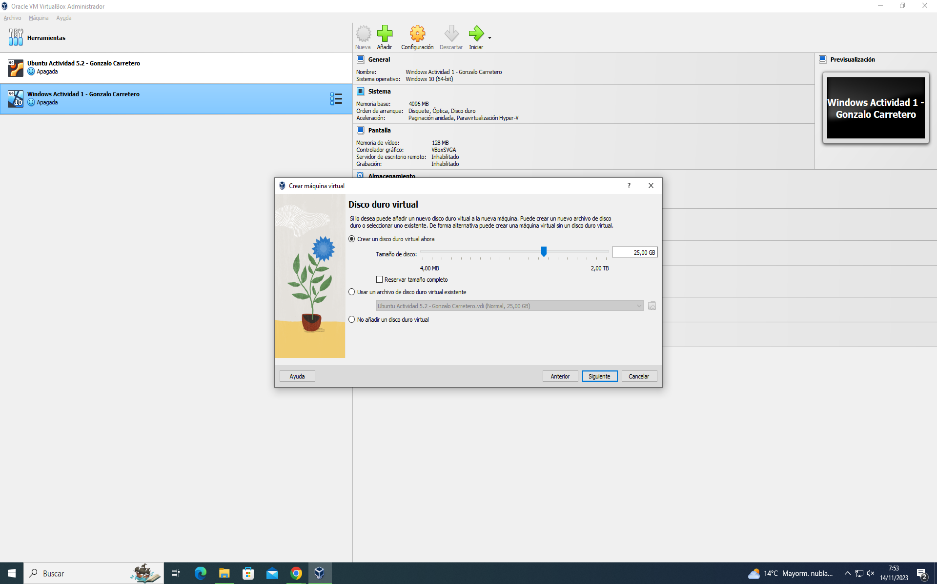 Oracle VM VirtualBox Administrador
Archivo Máquina Ayuda
Herramientas
Nueva Añadir Configuración Descartar Iniciar
Ubuntu Actividad 5.2 - Gonzalo Carretero
Apagada
Windows Actividad 1 - Gonzalo Carretero
Apagada
General
Nombre: Windows Actividad 1 - Gonzalo Carretero
Sistema operativo: Windows 10 (64-bit)
Sistema
Memoria base: 4096 MB
Orden de arranque: Disquete, Óptica, Disco duro
Aceleración: Paginación anidada, Paravirtualización Hyper-V
Pantalla
Memoria de vídeo: 128 MB
Controlador gráfico: VBoxSVGA
Servidor de escritorio remoto: Inhabilitado
Grabación: Inhabilitado
Almacenamiento
Previsualización
Windows Actividad 1 -
Gonzalo Carretero
Crear máquina virtual
?
Disco duro virtual
Si lo desea puede añadir un nuevo disco duro virtual a la nueva máquina. Puede crear un nuevo archivo de disco
duro o seleccionar uno existente. De forma alternativa puede crear una máquina virtual sin un disco duro virtual.
Crear un disco duro virtual ahora
Tamaño de disco: 25,00 GB
4,00 MB 2,00 TB
Reservar tamaño completo
Usar un archivo de disco duro virtual existente
Ubuntu Actividad 5.2 - Gonzalo Carretero.vdi (Normal, 25,00 GB)
No añadir un disco duro virtual
Ayuda Anterior Siguiente Cancelar
Buscar
14°C Mayorm. nubla...
7:53
14/11/2023
2